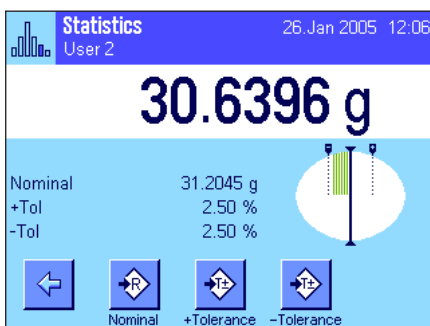 Statistics 26.Jan 2005 12:06
User 2
30.6396 g
Nominal 31.2045 g
+Tol 2.50 %
-Tol 2.50 %
R T± T±
Nominal +Tolerance -Tolerance